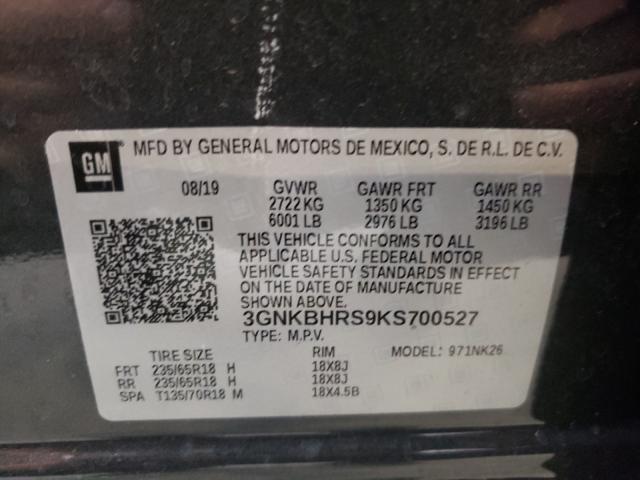 GM MFD BY GENERAL MOTORS DE MEXICO, S. DE R.L. DE C.V.
08/19 GVWR GAWR FRT GAWR RR
2722 KG 1350 KG 1450 KG
6001 LB 2976 LB 3196 LB
THIS VEHICLE CONFORMS TO ALL
APPLICABLE U.S. FEDERAL MOTOR
VEHICLE SAFETY STANDARDS IN EFFECT
ON THE DATE OF MANUFACTURE
SHOWN ABOVE.
3GNKBHRS9KS700527
TYPE: M.P.V.
TIRE SIZE RIM MODEL: 971NK26
FRT 235/65R18 H 18X8J
RR 235/65R18 H 18X8J
SPA T135/70R18 M 18X4.5B